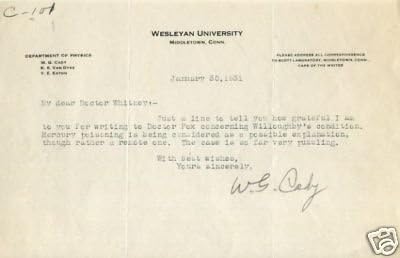 C-101
WESLEYAN UNIVERSITY
MIDDLETOWN, CONN.
DEPARTMENT OF PHYSICS
W. G. CADY
K. S. VAN DYKE
V. E. EATON
PLEASE ADDRESS ALL CORRESPONDENCE
TO SCOTT LABORATORY, MIDDLETOWN, CONN.
CARE OF THE WRITER
January 30, 1931
My dear Doctor Whitney:-
Just a line to tell you how grateful I am
to you for writing to Doctor Fox concerning Willoughby's condition.
Mercury poisoning is being considered as a possible explanation,
though rather a remote one. The case is so far very puzzling.
With best wishes,
Yours sincerely,
W. G. Cady